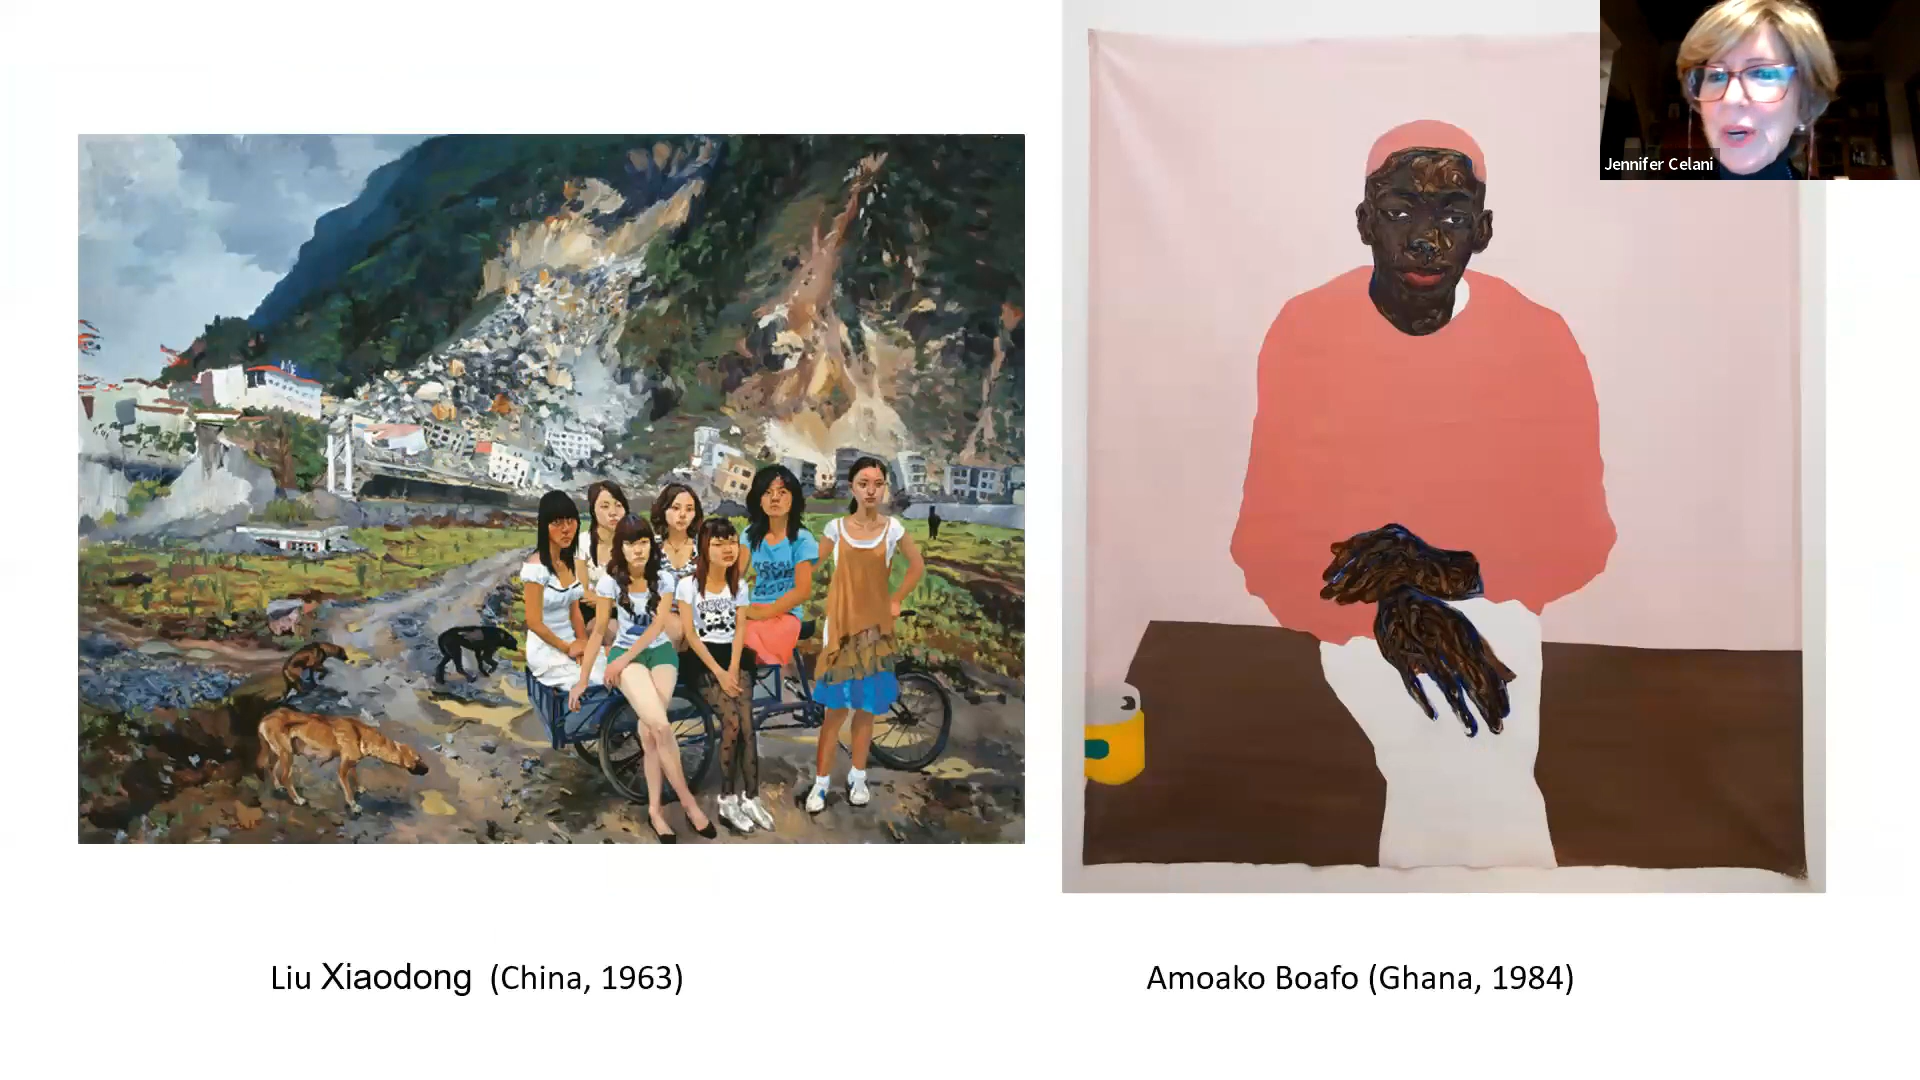 Jennifer Celani
Liu Xiaodong (China, 1963)
Amoako Boafo (Ghana, 1984)